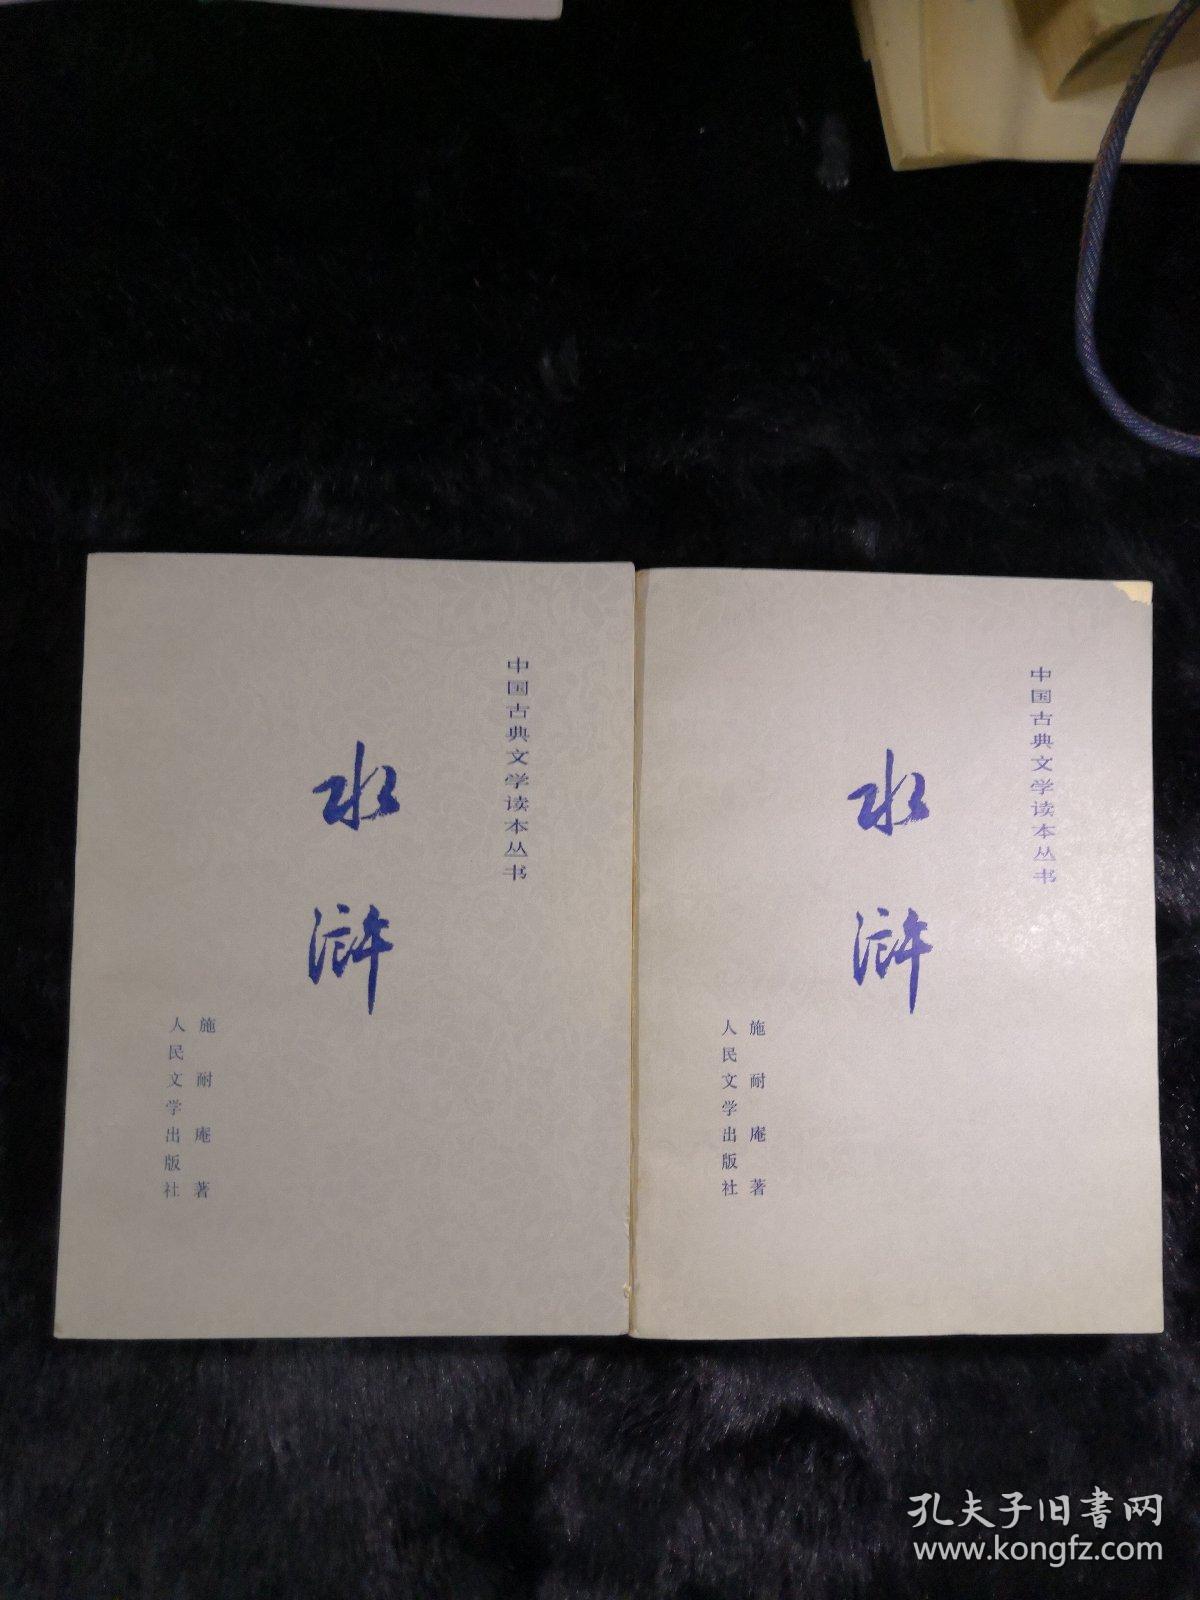 中国古典文学读本丛书
水浒
施耐庵著
人民文学出版社
中国古典文学读本丛书
水浒
施耐庵著
人民文学出版社
孔夫子旧書网
www.kongfz.com